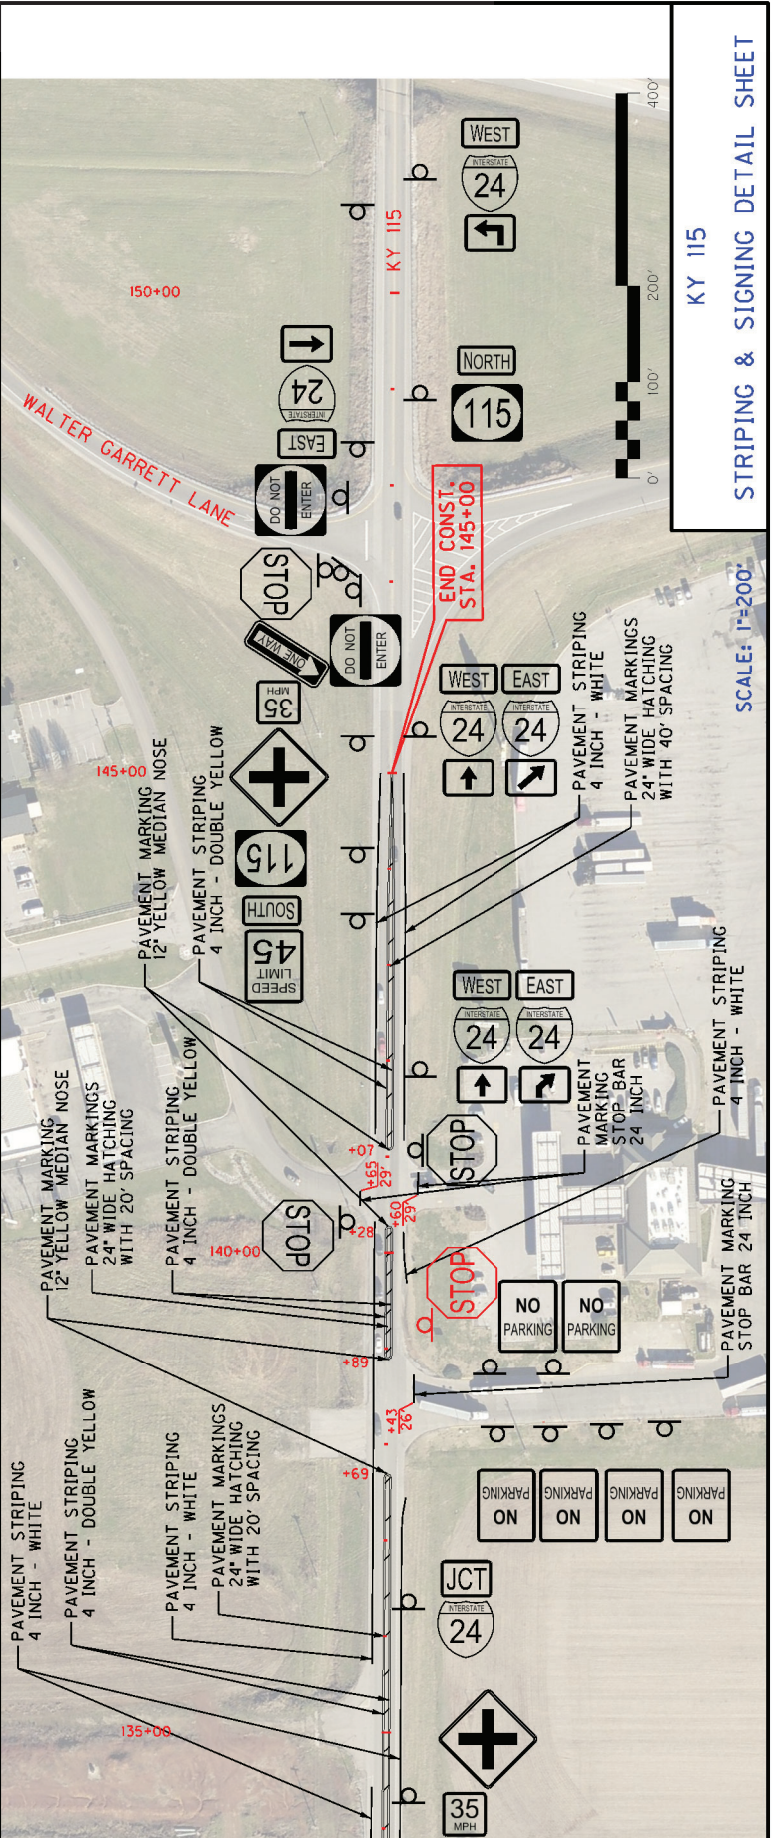 WEST
INTERSTATE
24
KY 115
150+00
400'
200'
100'
0'
KY 115
STRIPING & SIGNING DETAIL SHEET
SCALE: 1"=200'
NORTH
115
WALTER GARRETT LANE
EAST
INTERSTATE
24
DO NOT
ENTER
STOP
ONE WAY
DO NOT
ENTER
END CONST.
STA. 145+00
35
MPH
WEST
INTERSTATE
24
EAST
INTERSTATE
24
145+00
115
SOUTH
SPEED
LIMIT
45
PAVEMENT MARKING
12" YELLOW MEDIAN NOSE
PAVEMENT STRIPING
4 INCH - DOUBLE YELLOW
PAVEMENT STRIPING
4 INCH - WHITE
PAVEMENT MARKINGS
24" WIDE HATCHING
WITH 40' SPACING
WEST
INTERSTATE
24
EAST
INTERSTATE
24
PAVEMENT
MARKING
STOP BAR
24 INCH
PAVEMENT STRIPING
4 INCH - WHITE
PAVEMENT MARKING
12" YELLOW MEDIAN NOSE
PAVEMENT MARKINGS
24" WIDE HATCHING
WITH 20' SPACING
PAVEMENT STRIPING
4 INCH - DOUBLE YELLOW
+07
+65
29'
+60
29'
+28
STOP
STOP
140+00
STOP
NO
PARKING
NO
PARKING
PAVEMENT MARKING
STOP BAR 24 INCH
+89
+43
26'
+69
NO
PARKING
NO
PARKING
NO
PARKING
NO
PARKING
PAVEMENT STRIPING
4 INCH - WHITE
PAVEMENT STRIPING
4 INCH - DOUBLE YELLOW
PAVEMENT STRIPING
4 INCH - WHITE
PAVEMENT MARKINGS
24" WIDE HATCHING
WITH 20' SPACING
JCT
INTERSTATE
24
135+00
35
MPH